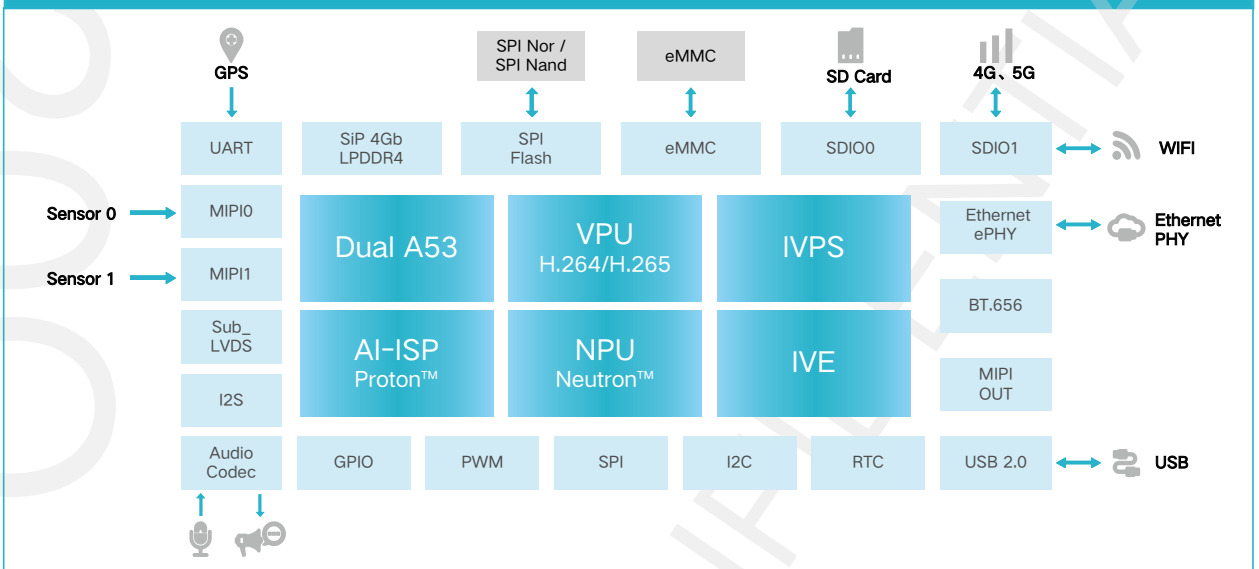 GPS
SPI Nor /
SPI Nand
eMMC
SD Card
4G、5G
UART
SiP 4Gb
LPDDR4
SPI
Flash
eMMC
SDIO0
SDIO1
WIFI
Sensor 0
MIPI0
Dual A53
VPU
H.264/H.265
IVPS
Ethernet
ePHY
Ethernet
PHY
Sensor 1
MIPI1
BT.656
Sub_
LVDS
AI-ISP
Proton™
NPU
Neutron™
IVE
MIPI
OUT
I2S
Audio
Codec
GPIO
PWM
SPI
I2C
RTC
USB 2.0
USB